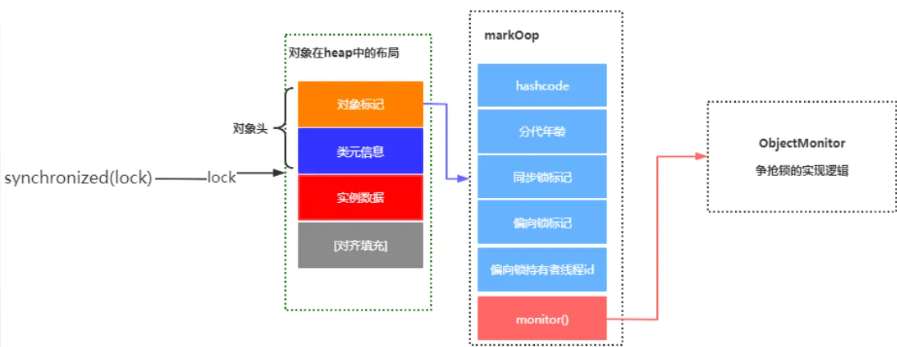 对象在heap中的布局
对象标记
类元信息
实例数据
[对齐填充]
对象头
synchronized(lock)
lock
markOop
hashcode
分代年龄
同步锁标记
偏向锁标记
偏向锁持有者线程id
monitor()
ObjectMonitor
争抢锁的实现逻辑